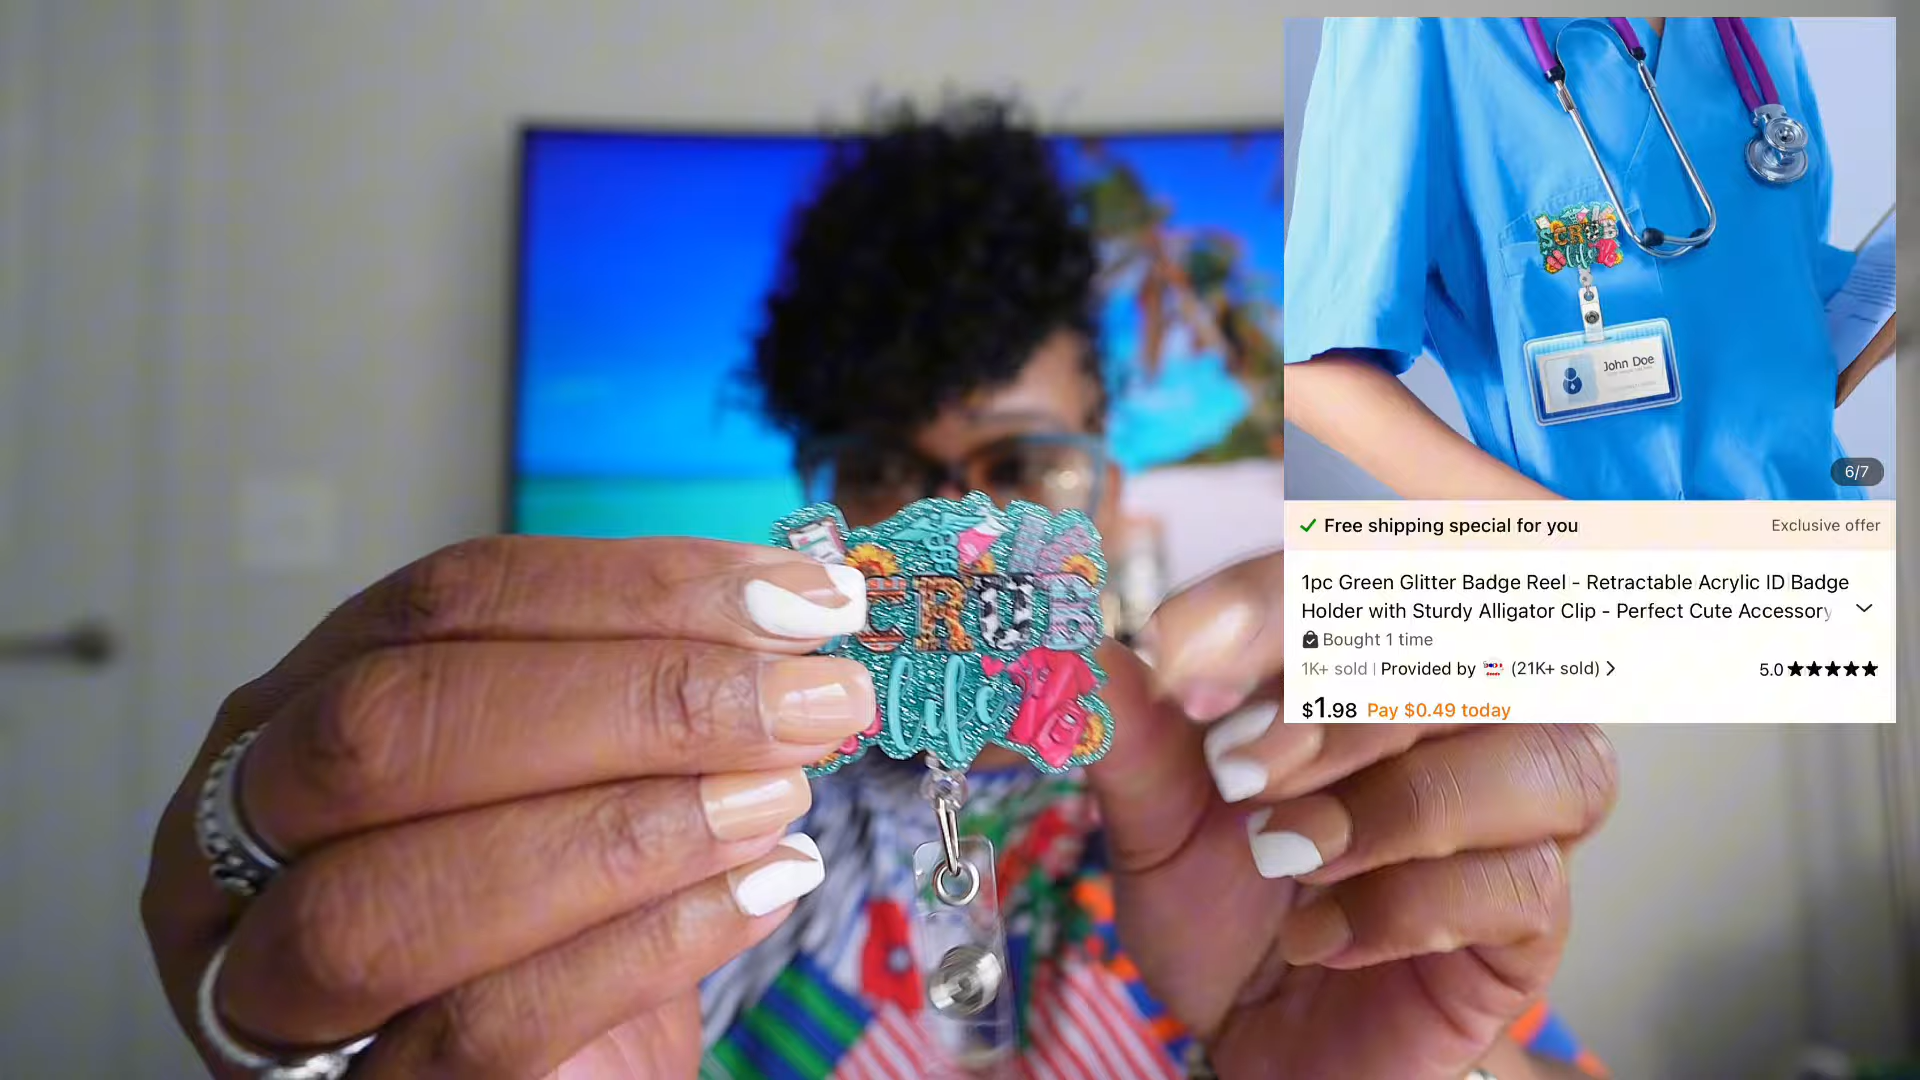 CRUB
life
SCRUB
life
John Doe
6/7
Free shipping special for you
Exclusive offer
1pc Green Glitter Badge Reel - Retractable Acrylic ID Badge
Holder with Sturdy Alligator Clip - Perfect Cute Accessory
Bought 1 time
1K+ sold | Provided by (21K+ sold) >
5.0 ★★★★★
$1.98 Pay $0.49 today